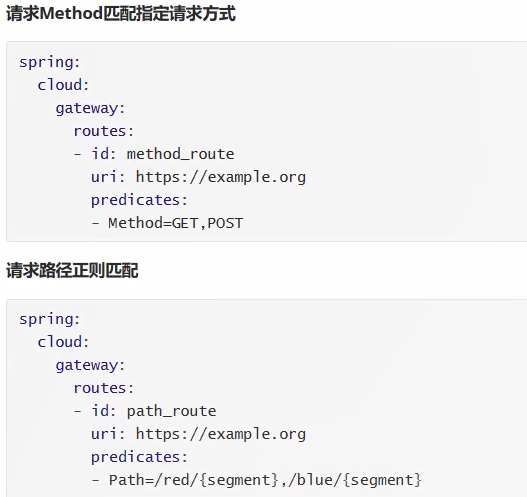 请求Method匹配指定请求方式
spring:
  cloud:
    gateway:
      routes:
      - id: method_route
        uri: https://example.org
        predicates:
        - Method=GET,POST
请求路径正则匹配
spring:
  cloud:
    gateway:
      routes:
      - id: path_route
        uri: https://example.org
        predicates:
        - Path=/red/{segment},/blue/{segment}